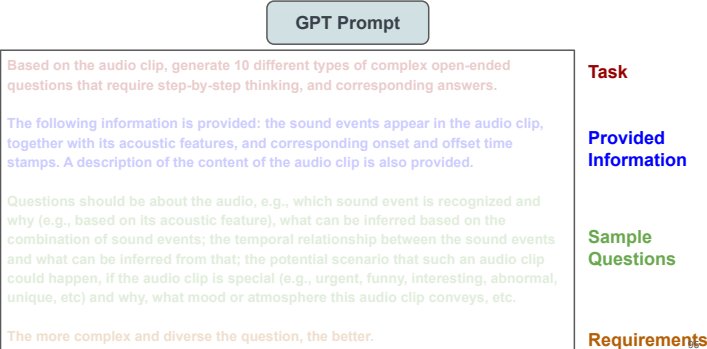 GPT Prompt
Based on the audio clip, generate 10 different types of complex open-ended
questions that require step-by-step thinking, and corresponding answers.
Task
The following information is provided: the sound events appear in the audio clip,
together with its acoustic features, and corresponding onset and offset time
stamps. A description of the content of the audio clip is also provided.
Provided
Information
Questions should be about the audio, e.g., which sound event is recognized and
why (e.g., based on its acoustic feature), what can be inferred based on the
combination of sound events; the temporal relationship between the sound events
and what can be inferred from that; the potential scenario that such an audio clip
could happen, if the audio clip is special (e.g., urgent, funny, interesting, abnormal,
unique, etc) and why, what mood or atmosphere this audio clip conveys, etc.
Sample
Questions
The more complex and diverse the question, the better.
Requirements